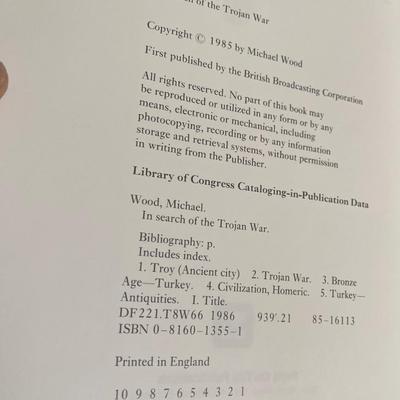 of the Trojan War
Copyright © 1985 by Michael Wood
First published by the British Broadcasting Corporation
All rights reserved. No part of this book may
be reproduced or utilized in any form or by any
means, electronic or mechanical, including
photocopying, recording or by any information
storage and retrieval systems, without permission
in writing from the Publisher.
Library of Congress Cataloging-in-Publication Data
Wood, Michael.
In search of the Trojan War.
Bibliography: p.
Includes index.
1. Troy (Ancient city) 2. Trojan War. 3. Bronze
Age—Turkey. 4. Civilization, Homeric. 5. Turkey—
Antiquities. I. Title.
DF221.T8W66 1986 939'.21 85-16113
ISBN 0-8160-1355-1
Printed in England
10 9 8 7 6 5 4 3 2 1